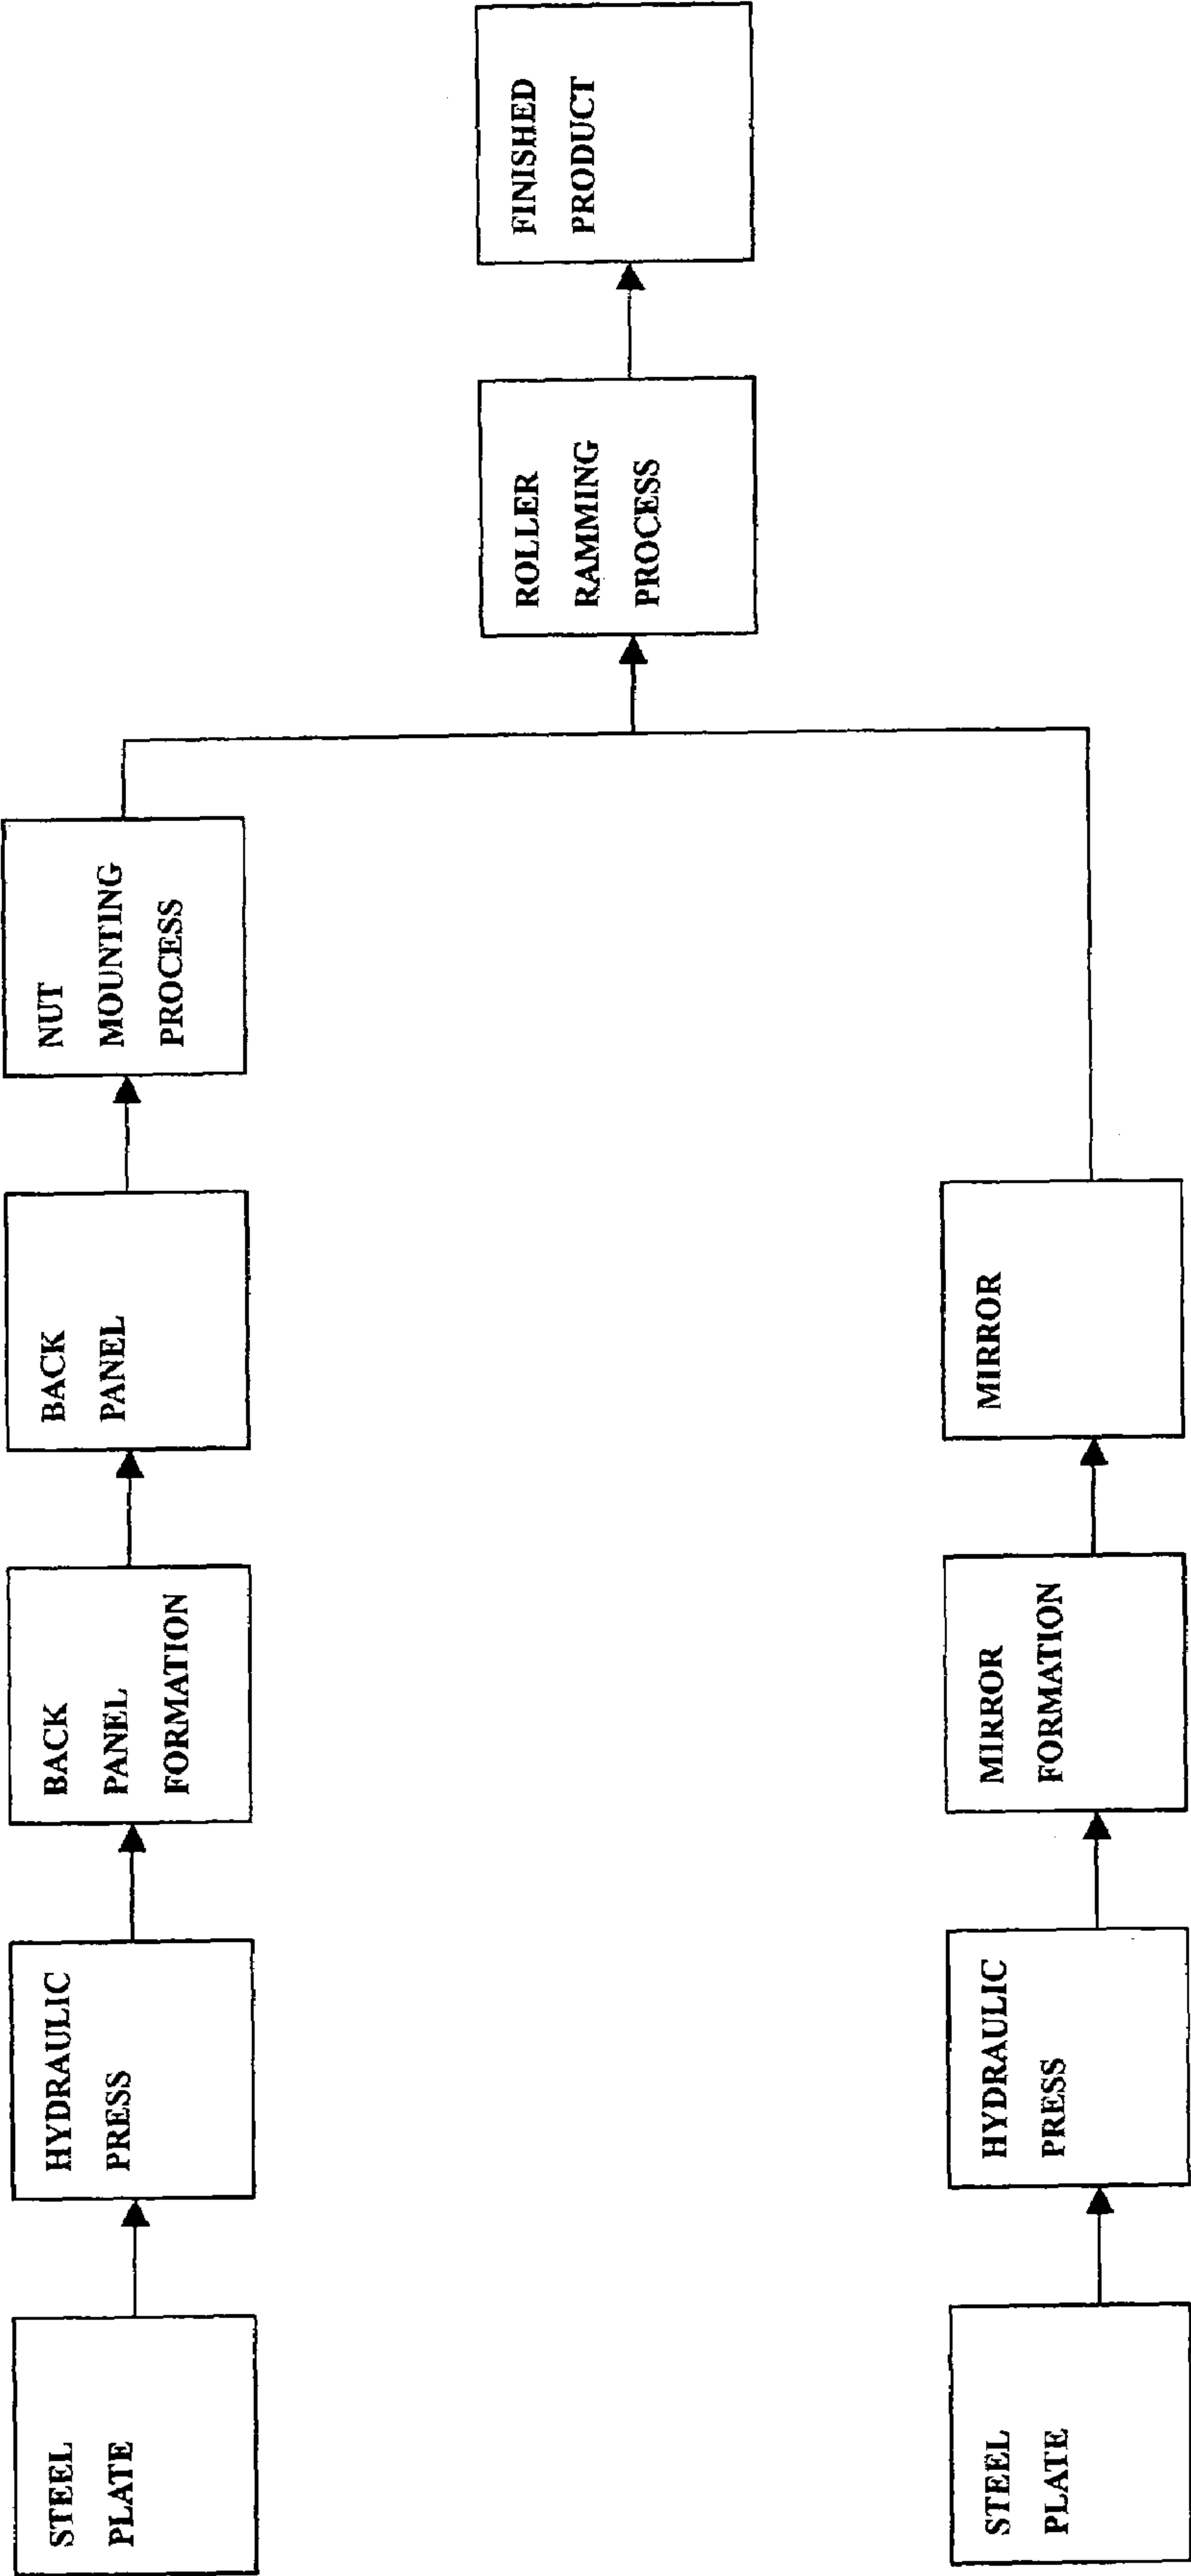 STEEL
PLATE
HYDRAULIC
PRESS
BACK
PANEL
FORMATION
BACK
PANEL
NUT
MOUNTING
PROCESS
STEEL
PLATE
HYDRAULIC
PRESS
MIRROR
FORMATION
MIRROR
ROLLER
RAMMING
PROCESS
FINISHED
PRODUCT